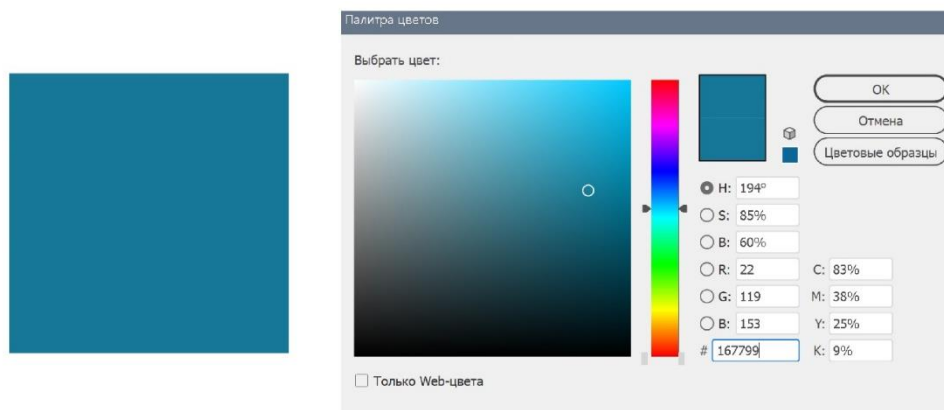 Палитра цветов
Выбрать цвет:
OK
Отмена
Цветовые образцы
H: 194°
S: 85%
B: 60%
R: 22 C: 83%
G: 119 M: 38%
B: 153 Y: 25%
# 167799 K: 9%
Только Web-цвета